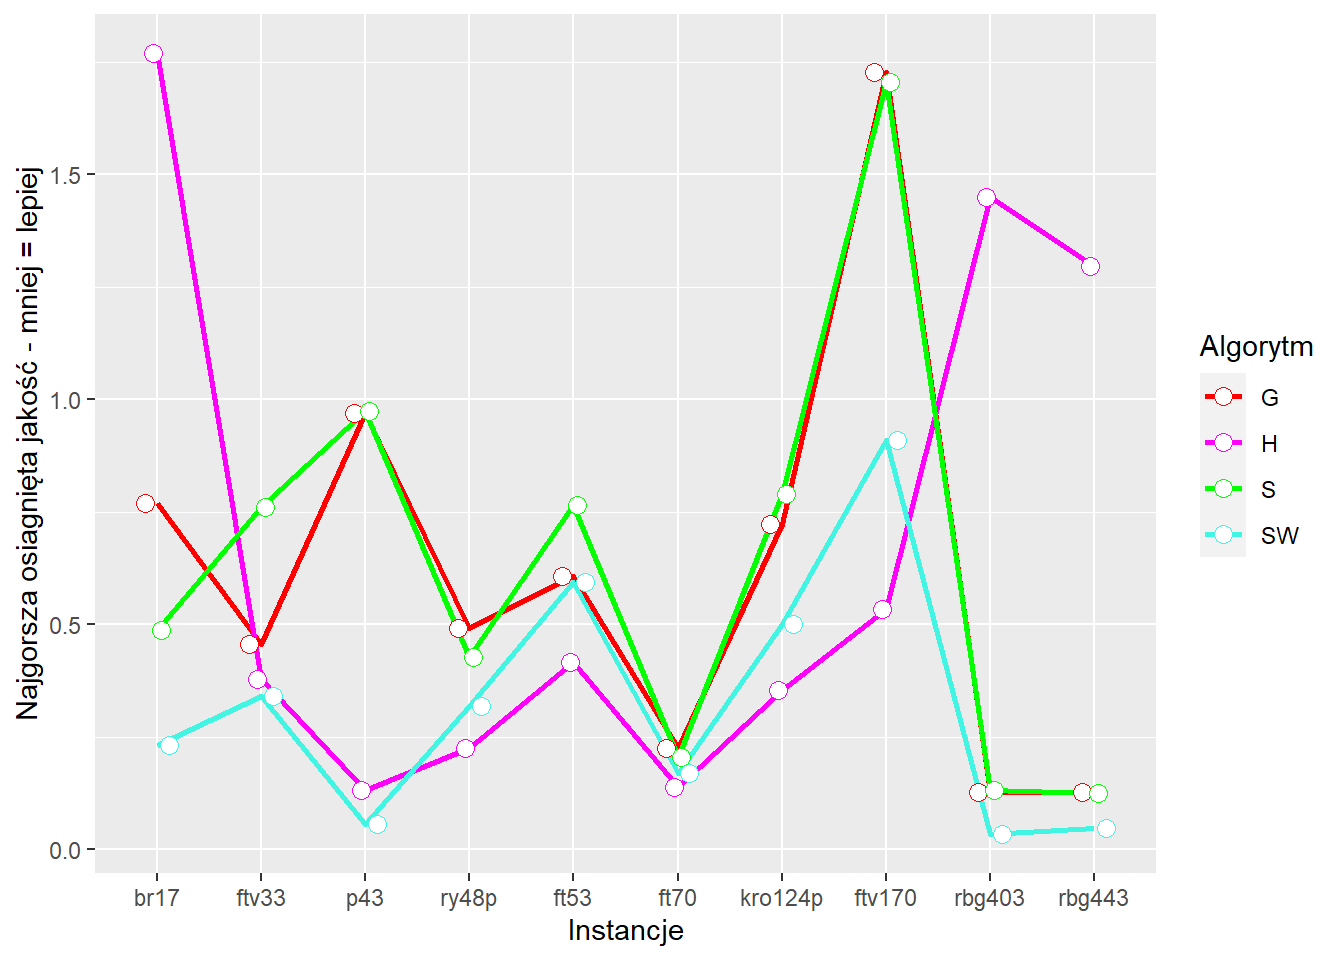 Najgorsza osiagnięta jakość - mniej = lepiej
1.5
1.0
0.5
0.0
br17 ftv33 p43 ry48p ft53 ft70 kro124p ftv170 rbg403 rbg443
Instancje
Algorytm
G
H
S
SW